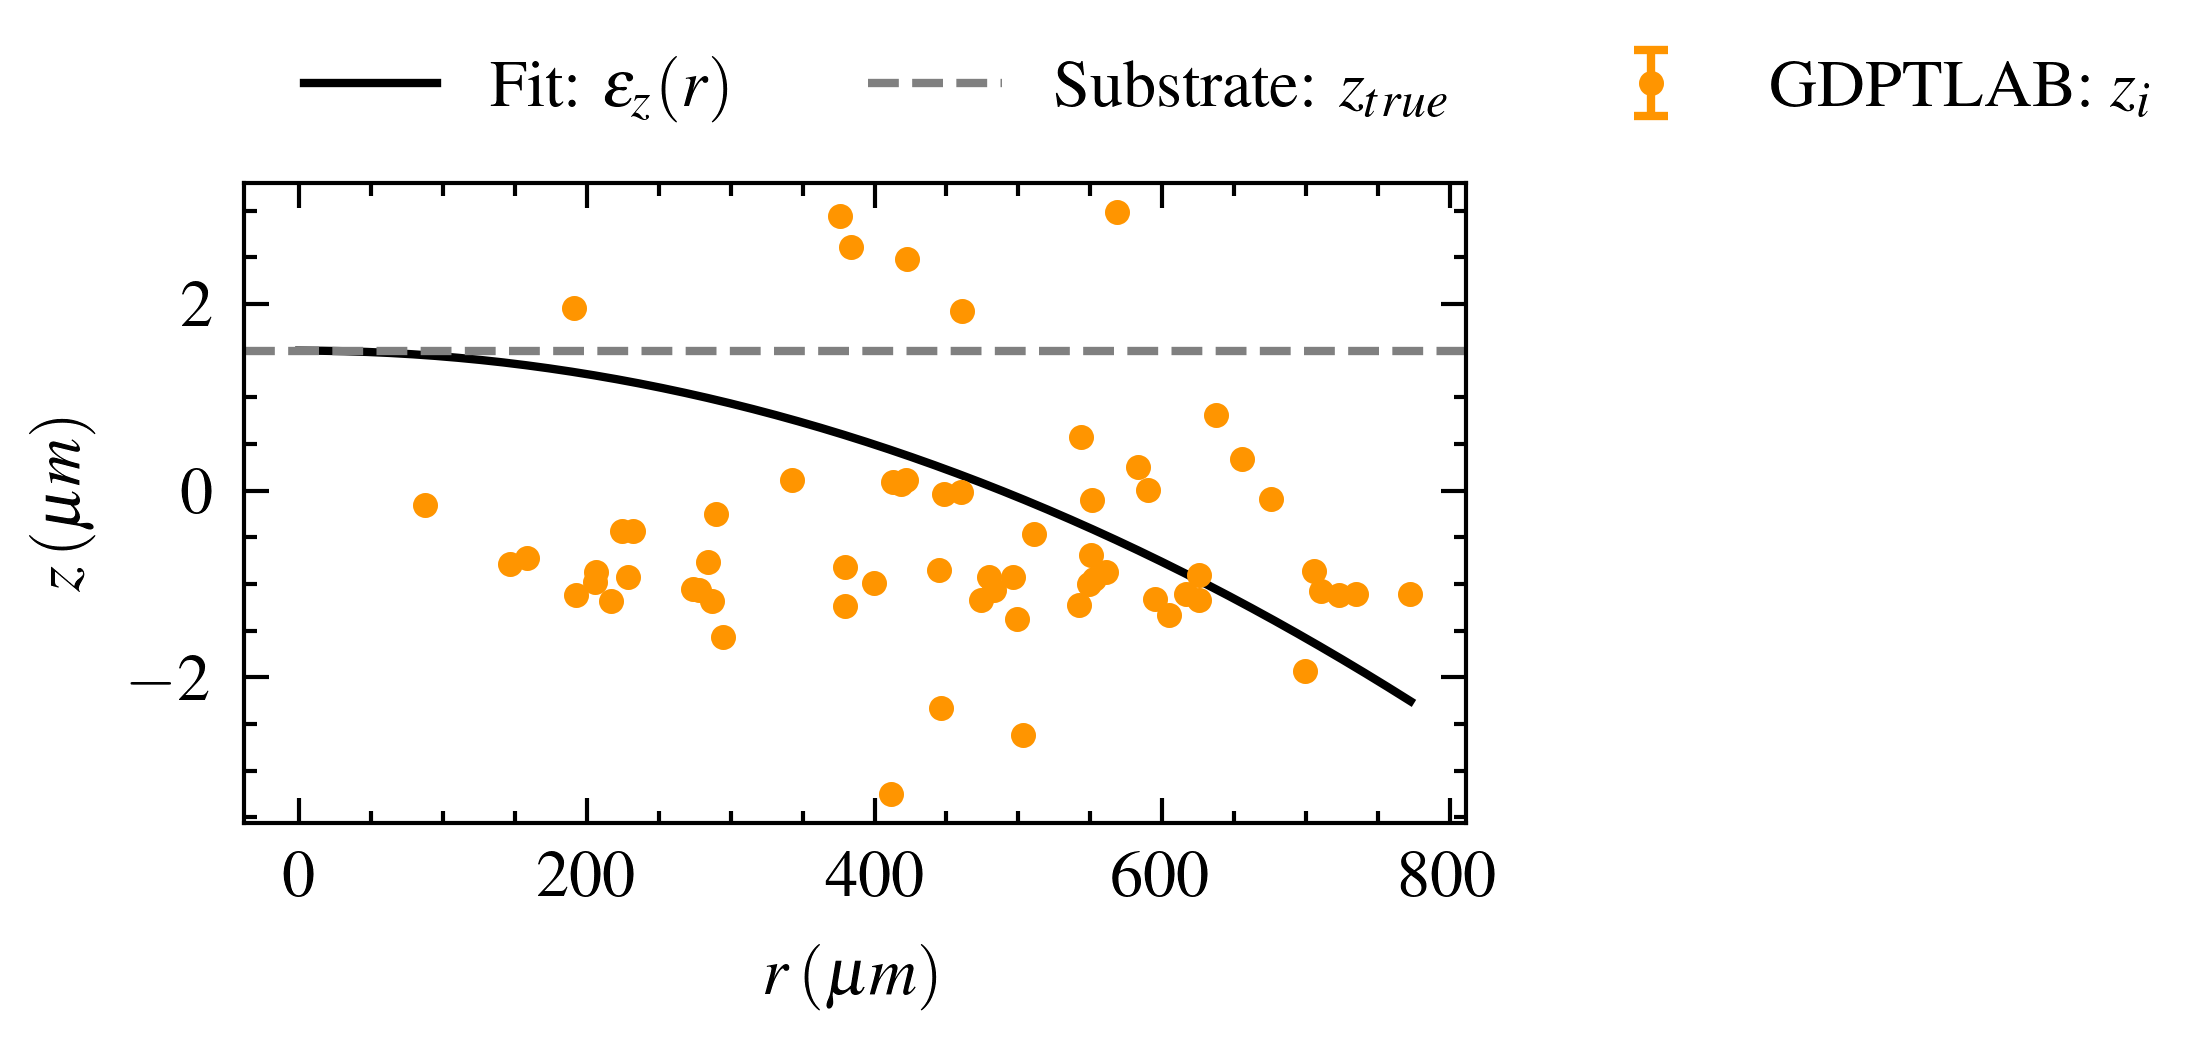 Fit: εz(r) Substrate: ztrue GDPTLAB: zi
2
0
−2
z (μm)
0 200 400 600 800
r (μm)